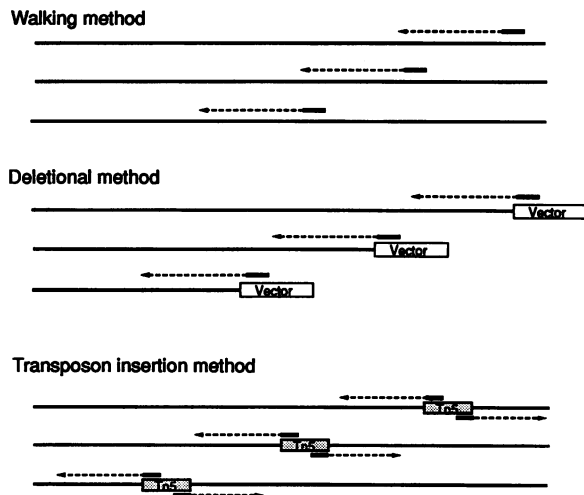 Walking method
Deletional method
Vector
Vector
Vector
Transposon insertion method
Tn5
Tn5
Tn5